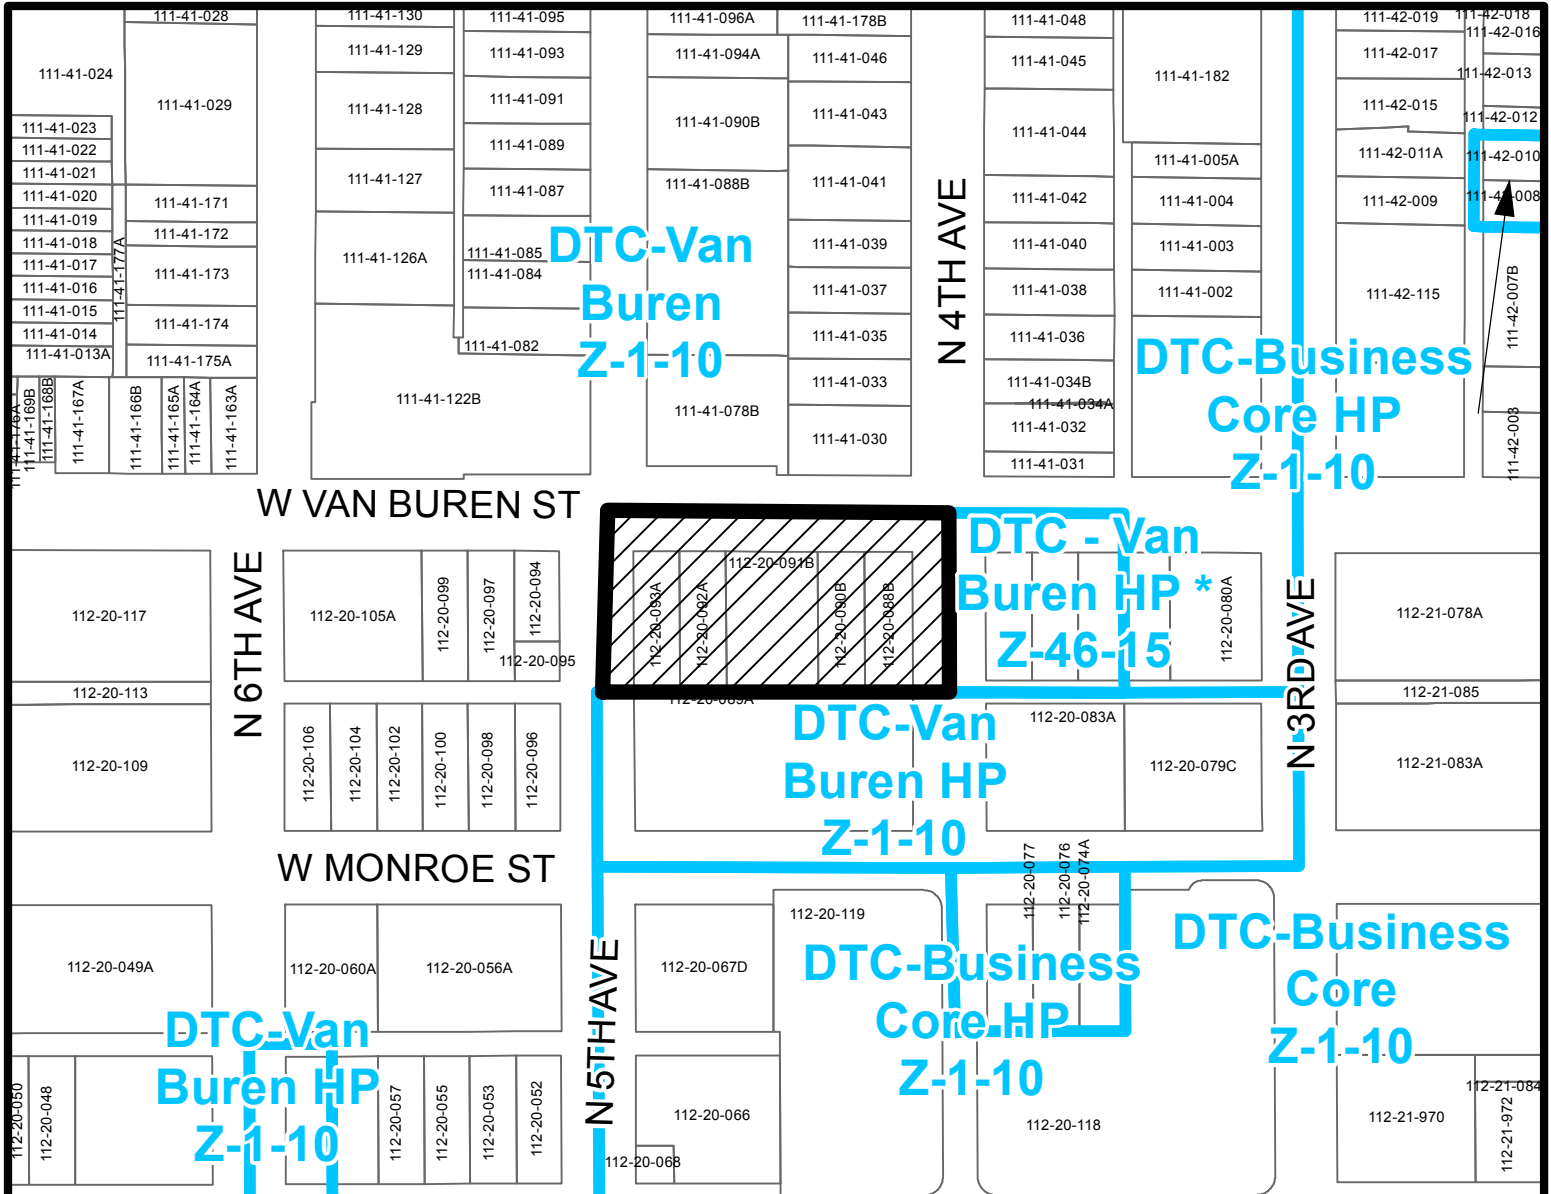 111-41-028
111-41-130
111-41-095
111-41-096A
111-41-178B
111-41-048
111-42-019
111-42-018
111-42-016
111-41-024
111-41-129
111-41-093
111-41-094A
111-41-046
111-41-045
111-41-182
111-42-017
111-42-013
111-41-029
111-41-128
111-41-091
111-41-090B
111-41-043
111-41-044
111-42-015
111-42-012
111-41-023
111-41-022
111-41-021
111-41-020
111-41-019
111-41-018
111-41-017
111-41-016
111-41-015
111-41-014
111-41-013A
111-41-177A
111-41-171
111-41-172
111-41-173
111-41-174
111-41-175A
111-41-127
111-41-126A
111-41-089
111-41-087
111-41-085
111-41-084
111-41-082
111-41-122B
111-41-088B
111-41-078B
111-41-041
111-41-039
111-41-037
111-41-035
111-41-033
111-41-030
DTC-Van
Buren
Z-1-10
N 4TH AVE
111-41-042
111-41-040
111-41-038
111-41-036
111-41-034B
111-41-034A
111-41-032
111-41-031
111-41-005A
111-41-004
111-41-003
111-41-002
111-42-011A
111-42-009
111-42-115
111-42-010
111-42-008
111-42-007B
111-42-003
DTC-Business
Core HP
Z-1-10
111-41-176A
111-41-169B
111-41-168B
111-41-167A
111-41-166B
111-41-165A
111-41-164A
111-41-163A
W VAN BUREN ST
DTC - Van
Buren HP *
Z-46-15
N 6TH AVE
112-20-117
112-20-113
112-20-109
112-20-105A
112-20-099
112-20-097
112-20-094
112-20-095
112-20-093A
112-20-092A
112-20-091B
112-20-090B
112-20-088B
112-20-080A
N 3RD AVE
112-21-078A
112-21-085
112-21-083A
112-20-106
112-20-104
112-20-102
112-20-100
112-20-098
112-20-096
112-20-089A
DTC-Van
Buren HP
Z-1-10
112-20-083A
112-20-079C
W MONROE ST
112-20-077
112-20-076
112-20-074A
112-20-049A
112-20-060A
112-20-056A
N 5TH AVE
112-20-067D
112-20-119
DTC-Business
Core HP
Z-1-10
DTC-Business
Core
Z-1-10
DTC-Van
Buren HP
Z-1-10
112-20-050
112-20-048
112-20-057
112-20-055
112-20-053
112-20-052
112-20-066
112-20-068
112-20-118
112-21-970
112-21-084
112-21-972